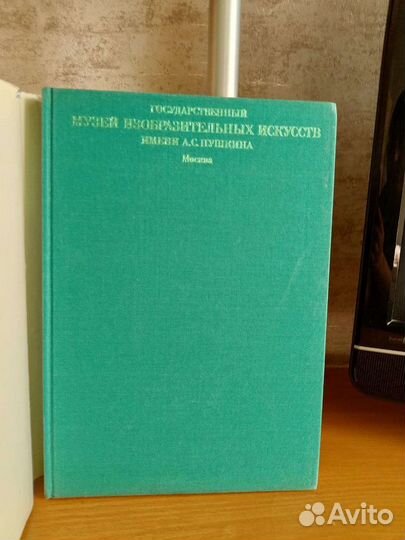 ГОСУДАРСТВЕННЫЙ
МУЗЕЙ ИЗОБРАЗИТЕЛЬНЫХ ИСКУССТВ
ИМЕНИ А.С.ПУШКИНА
Москва
Avito